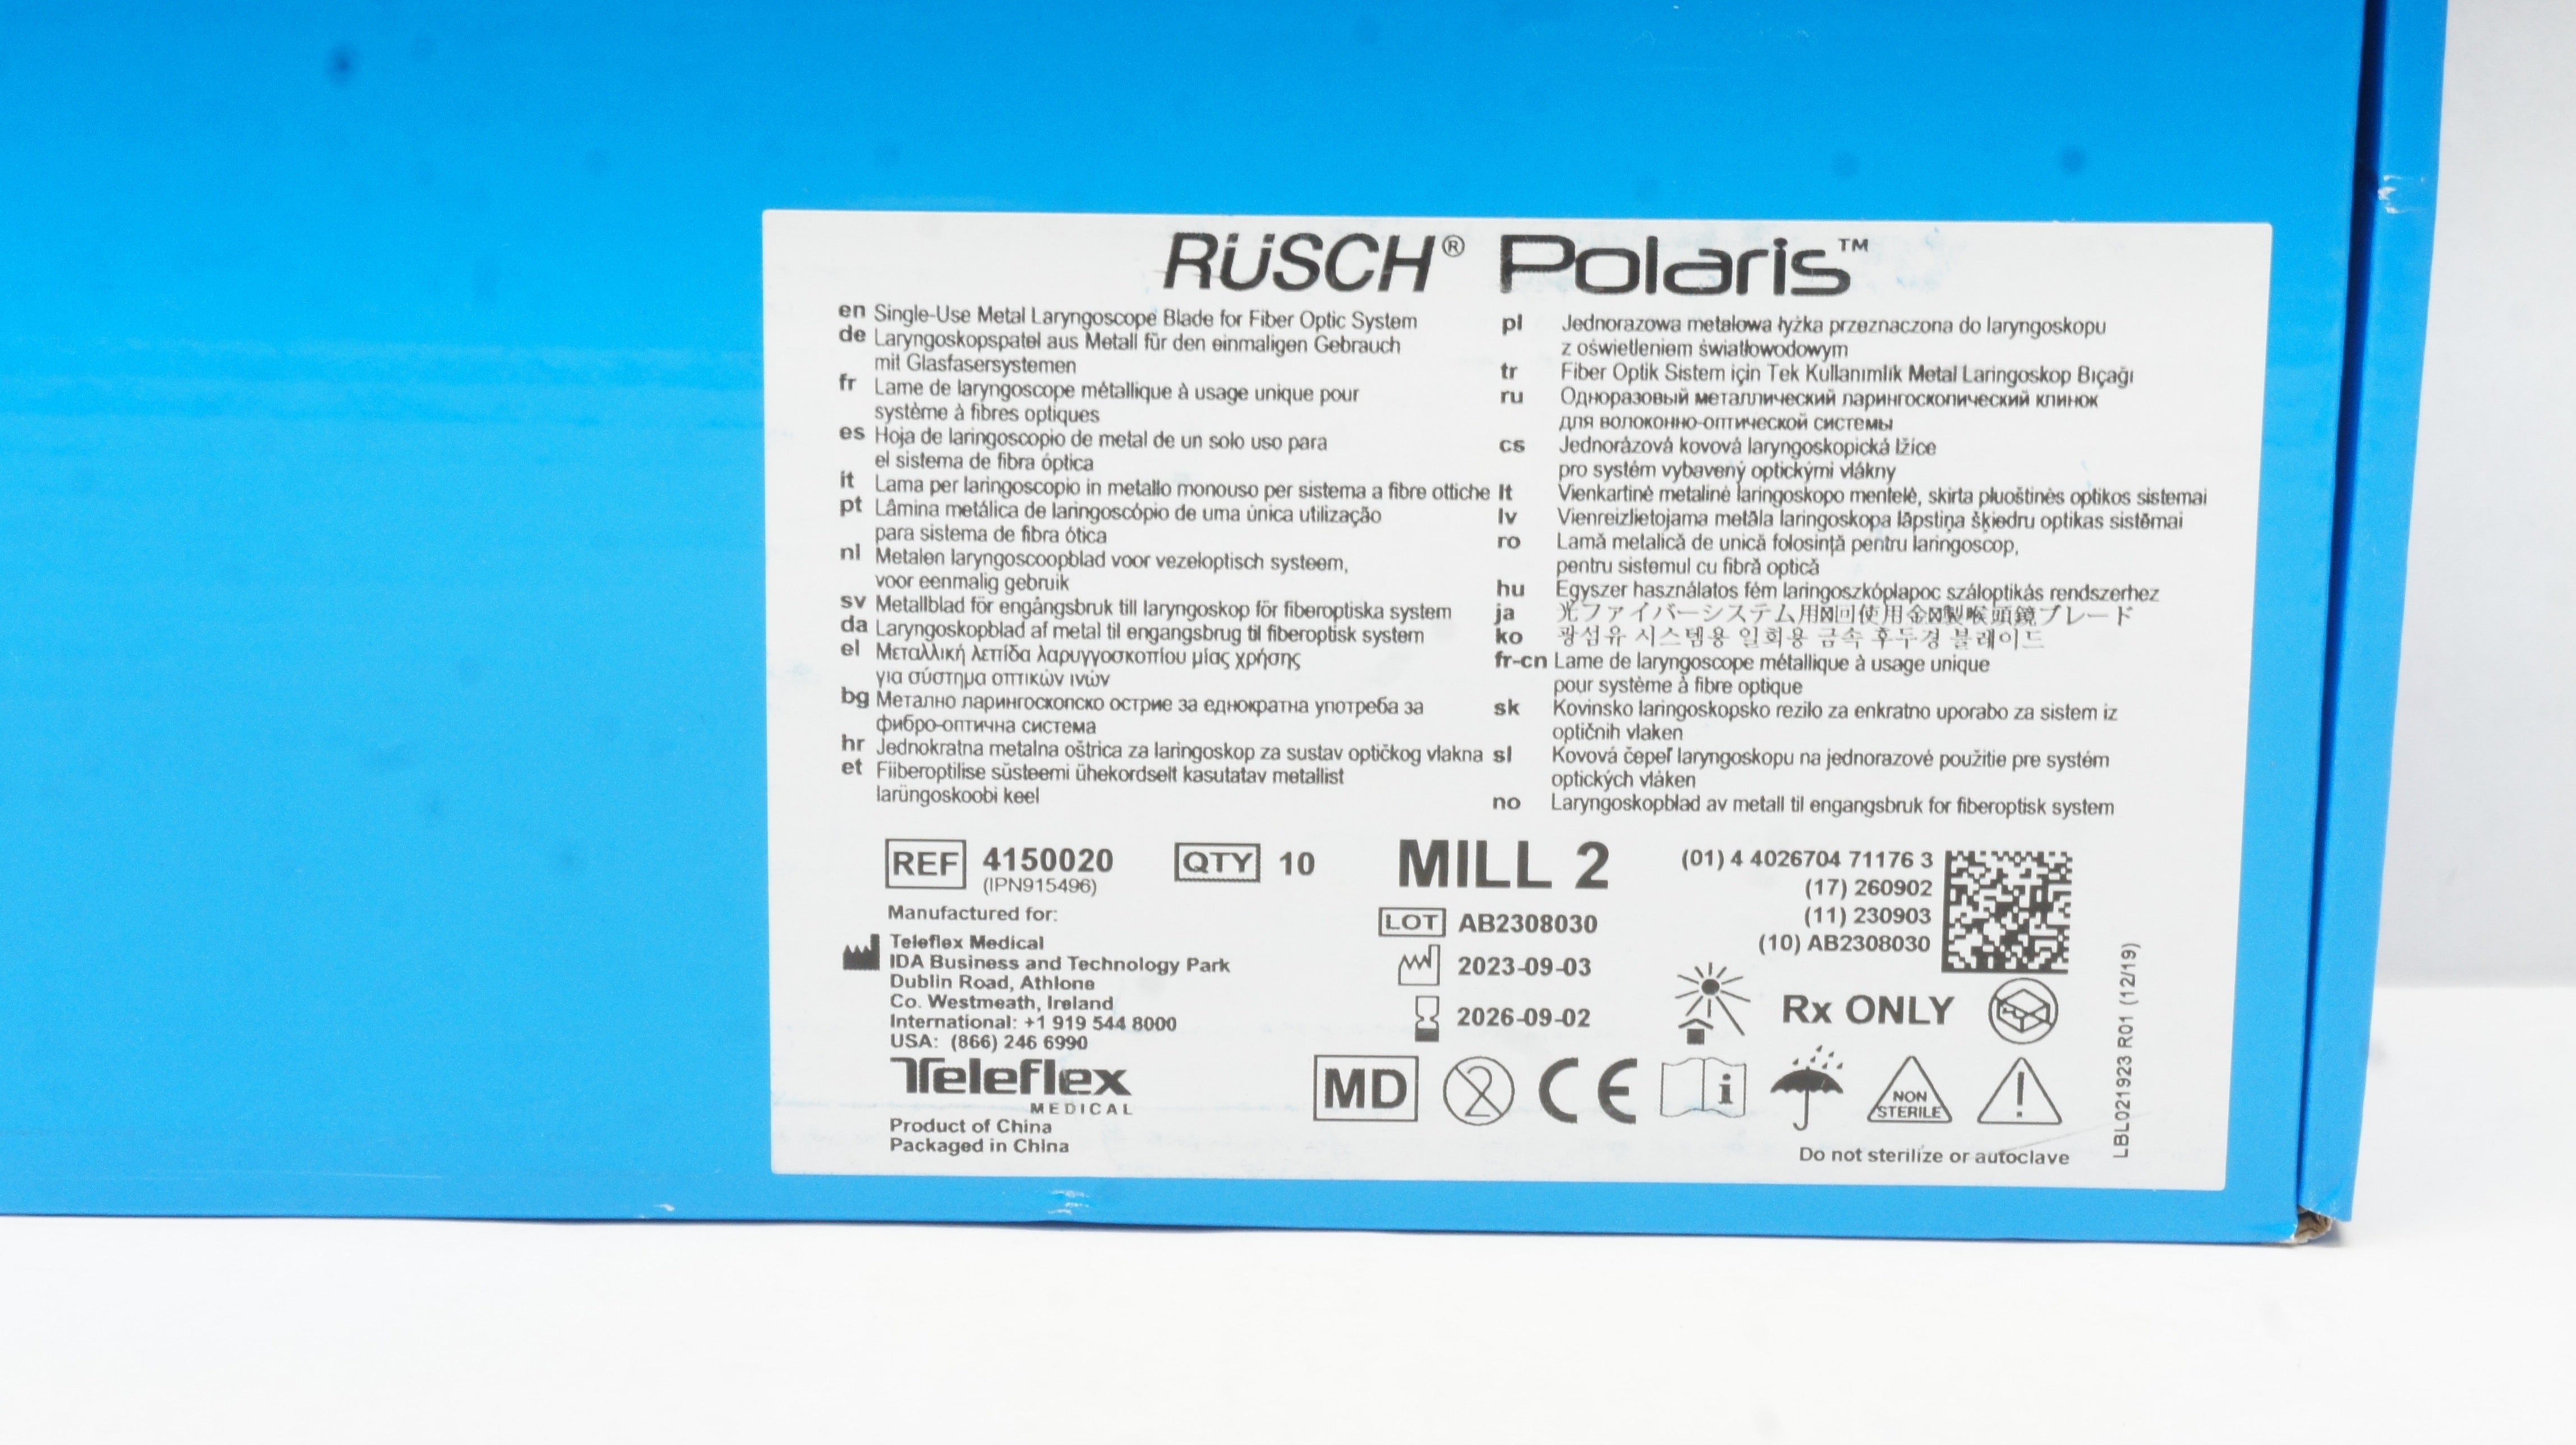 RÜSCH® Polaris™
en Single-Use Metal Laryngoscope Blade for Fiber Optic System
de Laryngoskopspatel aus Metall für den einmaligen Gebrauch
mit Glasfasersystemen
fr Lame de laryngoscope métallique à usage unique pour
système à fibres optiques
es Hoja de laringoscopio de metal de un solo uso para
el sistema de fibra óptica
it Lama per laringoscopio in metallo monouso per sistema a fibre ottiche
pt Lâmina metálica de laringoscópio de uma única utilização
para sistema de fibra ótica
nl Metalen laryngoscoopblad voor vezeloptisch systeem,
voor eenmalig gebruik
sv Metallblad för engångsbruk till laryngoskop för fiberoptiska system
da Laryngoskopblad af metal til engangsbrug til fiberoptisk system
el Μεταλλική λεπίδα λαρυγγοσκοπίου μίας χρήσης
για σύστημα οπτικών ινών
bg Метално ларингоскопско острие за еднократна употреба за
фибро-оптична система
hr Jednokratna metalna oštrica za laringoskop za sustav optičkog vlakna
et Fiiberoptilise süsteemi ühekordselt kasutatav metallist
larüngoskoobi keel
pl Jednorazowa metalowa łyżka przeznaczona do laryngoskopu
z oświetleniem światłowodowym
tr Fiber Optik Sistem için Tek Kullanımlık Metal Laringoskop Bıçağı
ru Одноразовый металлический ларингоскопический клинок
для волоконно-оптической системы
cs Jednorázová kovová laryngoskopická lžíce
pro systém vybavený optickými vlákny
lt Vienkartinė metalinė laringoskopo mentelė, skirta pluoštinės optikos sistemai
lv Vienreizlietojama metāla laringoskopa lāpstiņa šķiedru optikas sistēmai
ro Lamă metalică de unică folosință pentru laringoscop,
pentru sistemul cu fibră optică
hu Egyszer használatos fém laringoszkóplapoc száloptikás rendszerhez
ja 光ファイバーシステム用回使用金製喉頭鏡ブレード
ko 광섬유 시스템용 일회용 금속 후두경 블레이드
fr-cn Lame de laryngoscope métallique à usage unique
pour système à fibre optique
sk Kovinsko laringoskopsko rezilo za enkratno uporabo za sistem iz
optičnih vlaken
sl Kovová čepeľ laryngoskopu na jednorazové použitie pre systém
optických vláken
no Laryngoskopblad av metall til engangsbruk for fiberoptisk system
REF 4150020 QTY 10 MILL 2
(IPN915496)
Manufactured for:
Teleflex Medical
IDA Business and Technology Park
Dublin Road, Athlone
Co. Westmeath, Ireland
International: +1 919 544 8000
USA: (866) 246 6990
Teleflex
MEDICAL
Product of China
Packaged in China
LOT AB2308030
2023-09-03
2026-09-02
(01) 4 4026704 71176 3
(17) 260902
(11) 230903
(10) AB2308030
Rx ONLY
MD 2 CE i NON STERILE !
Do not sterilize or autoclave
LBL021923 R01 (12/19)